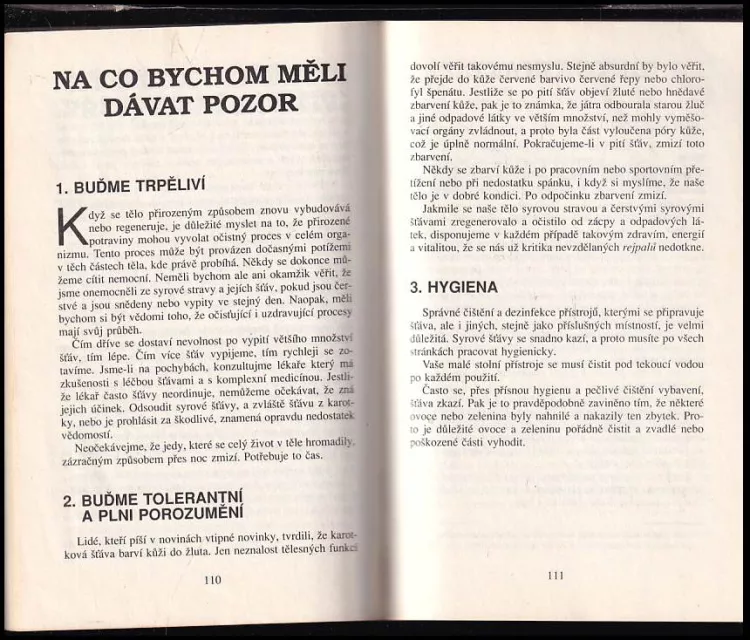 NA CO BYCHOM MĚLI
DÁVAT POZOR
1. BUĎME TRPĚLIVÍ
Když se tělo přirozeným způsobem znovu vybudovává
nebo regeneruje, je důležité myslet na to, že přirozené
potraviny mohou vyvolat očistný proces v celém orga-
nizmu. Tento proces může být provázen dočasnými potížemi
v těch částech těla, kde právě probíhá. Někdy se dokonce mů-
žeme cítit nemocní. Neměli bychom ale ani okamžik věřit, že
jsme onemocněli ze syrové stravy a jejích šťáv, pokud jsou čer-
stvé a jsou snědeny nebo vypity ve stejný den. Naopak, měli
bychom si být vědomi toho, že očisťující i uzdravující procesy
mají svůj průběh.
Čím dříve se dostaví nevolnost po vypití většího množství
šťáv, tím lépe. Čím více šťáv vypijeme, tím rychleji se zo-
tavíme. Jsme-li na pochybách, konzultujme lékaře který má
zkušenosti s léčbou šťávami a s komplexní medicínou. Jestli-
že lékař často šťávy neordinuje, nemůžeme očekávat, že zná
jejich účinek. Odsoudit syrové šťávy, a zvláště šťávu z karot-
ky, nebo je prohlásit za škodlivé, znamená opravdu nedostatek
vědomostí.
Neočekávejme, že jedy, které se celý život v těle hromadily,
zázračným způsobem přes noc zmizí. Potřebuje to čas.
2. BUĎME TOLERANTNÍ
A PLNI POROZUMĚNÍ
Lidé, kteří píší v novinách vtipné novinky, tvrdili, že karot-
ková šťáva barví kůži do žluta. Jen neznalost tělesných funkcí
110
dovolí věřit takovému nesmyslu. Stejně absurdní by bylo věřit,
že přejde do kůže červené barvivo červené řepy nebo chloro-
fyl špenátu. Jestliže se po pití šťáv objeví žluté nebo hnědavé
zbarvení kůže, pak je to známka, že játra odbourala starou žluč
a jiné odpadové látky ve větším množství, než mohly vyměšo-
vací orgány zvládnout, a proto byla část vyloučena póry kůže,
což je úplně normální. Pokračujeme-li v pití šťáv, zmizí toto
zbarvení.
Někdy se zbarví kůže i po pracovním nebo sportovním pře-
tížení nebo při nedostatku spánku, i když si myslíme, že naše
tělo je v dobré kondici. Po odpočinku zbarvení zmizí.
Jakmile se naše tělo syrovou stravou a čerstvými syrovými
šťávami zregenerovalo a očistilo od zácpy a odpadových lá-
tek, disponujeme v každém případě takovým zdravím, energií
a vitalitou, že se nás už kritika nevzdělaných rejpalů nedotkne.
3. HYGIENA
Správné čištění a dezinfekce přístrojů, kterými se připravuje
šťáva, ale i jiných, stejně jako příslušných místností, je velmi
důležitá. Syrové šťávy se snadno kazí, a proto musíte po všech
stránkách pracovat hygienicky.
Vaše malé stolní přístroje se musí čistit pod tekoucí vodou
po každém použití.
Často se, přes přísnou hygienu a pečlivé čištění vybavení,
šťáva zkazí. Pak je to pravděpodobně zaviněno tím, že některé
ovoce nebo zelenina byly nahnilé a nakazily ten zbytek. Pro-
to je důležité ovoce a zeleninu pořádně čistit a zvadlé nebo
poškozené části vyhodit.
111